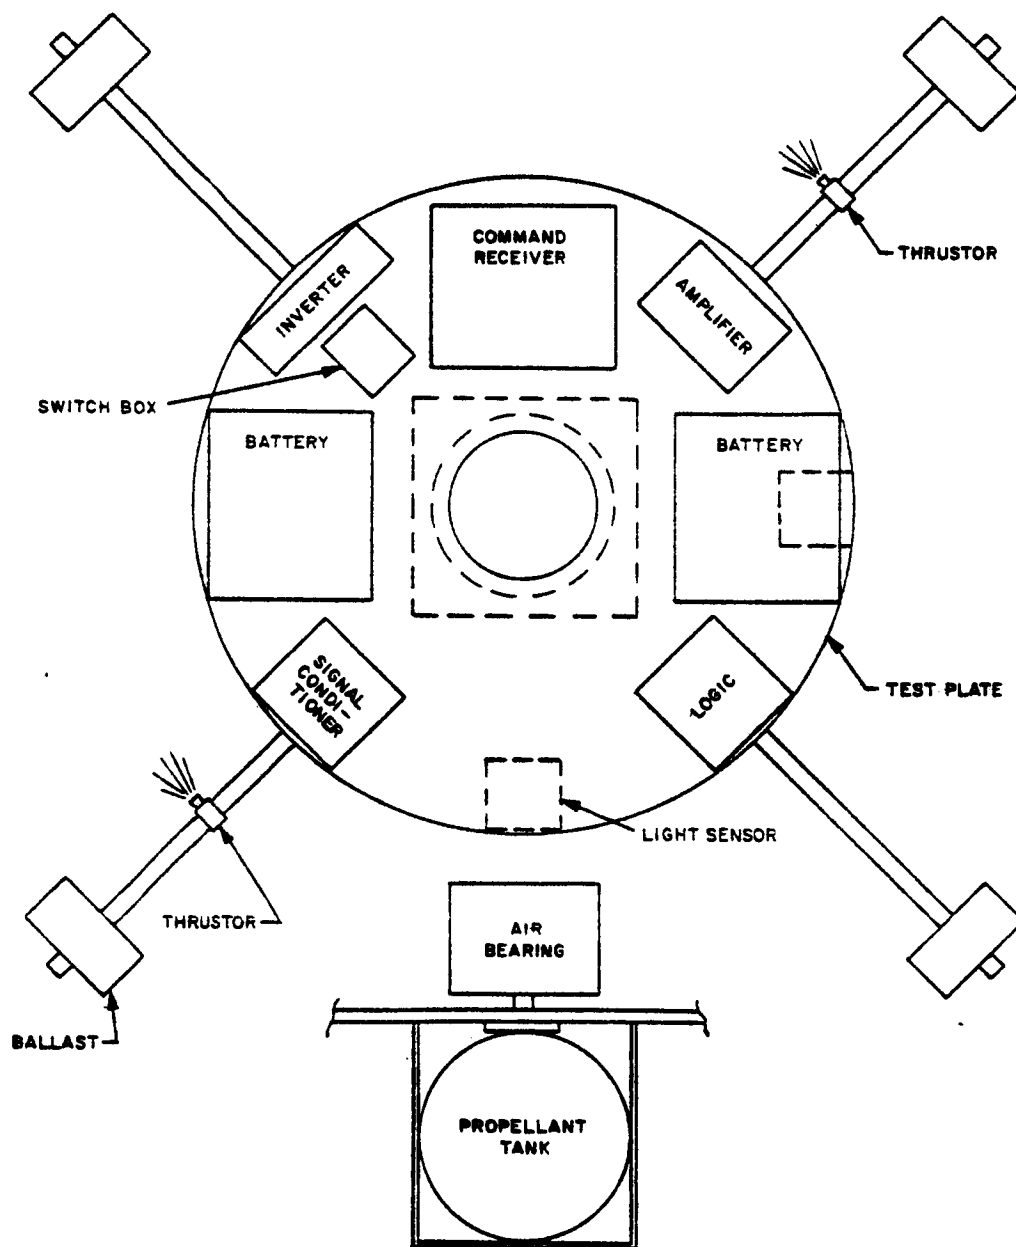 COMMAND
RECEIVER
THRUSTOR
INVERTER
AMPLIFIER
SWITCH BOX
BATTERY
BATTERY
SIGNAL
CONDI-
TIONER
LOGIC
TEST PLATE
LIGHT SENSOR
THRUSTOR
AIR
BEARING
BALLAST
PROPELLANT
TANK